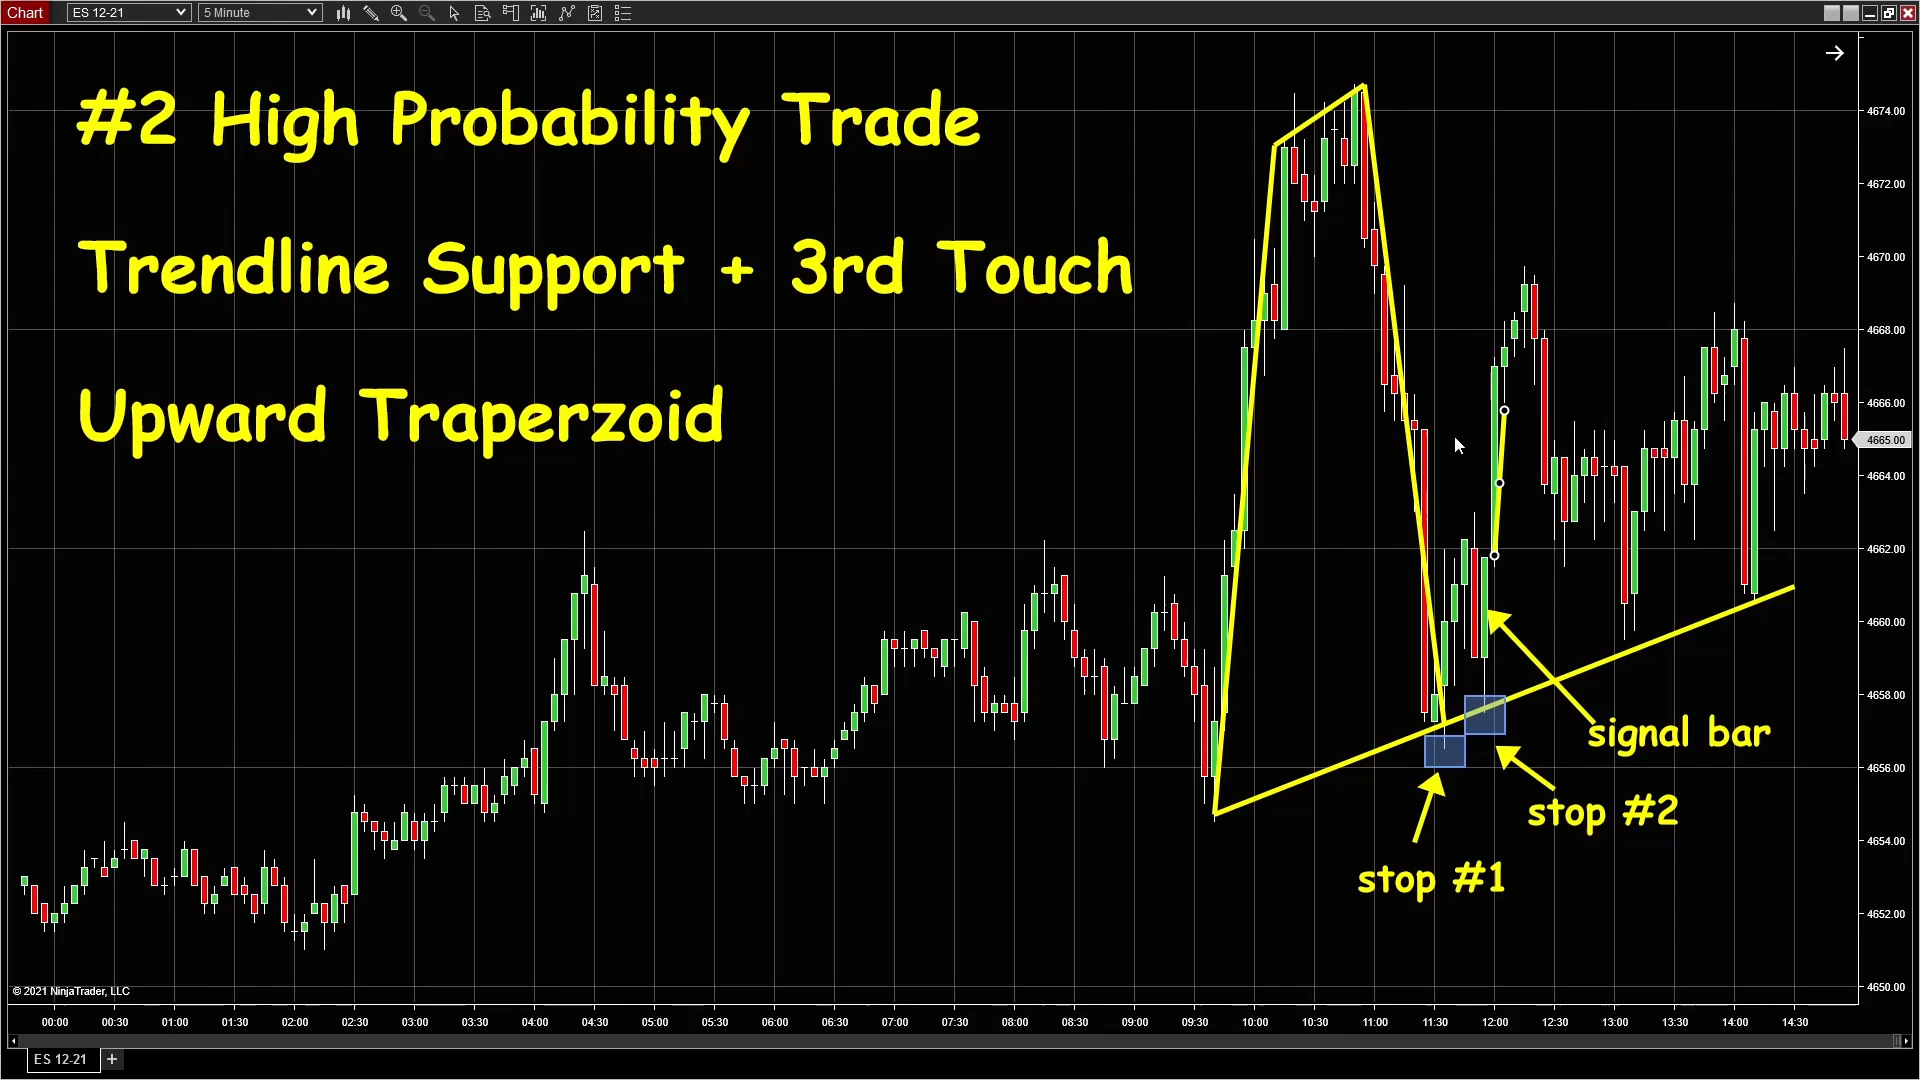 Chart ES 12-21 5 Minute
#2 High Probability Trade
Trendline Support + 3rd Touch
Upward Traperzoid
signal bar
stop #2
stop #1
4674.00
4672.00
4670.00
4668.00
4666.00
4665.00
4664.00
4662.00
4660.00
4658.00
4656.00
4654.00
4652.00
4650.00
© 2021 NinjaTrader, LLC
00:00 00:30 01:00 01:30 02:00 02:30 03:00 03:30 04:00 04:30 05:00 05:30 06:00 06:30 07:00 07:30 08:00 08:30 09:00 09:30 10:00 10:30 11:00 11:30 12:00 12:30 13:00 13:30 14:00 14:30
ES 12-21 +